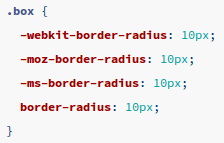 .box {
-webkit-border-radius: 10px;
-moz-border-radius: 10px;
-ms-border-radius: 10px;
border-radius: 10px;
}